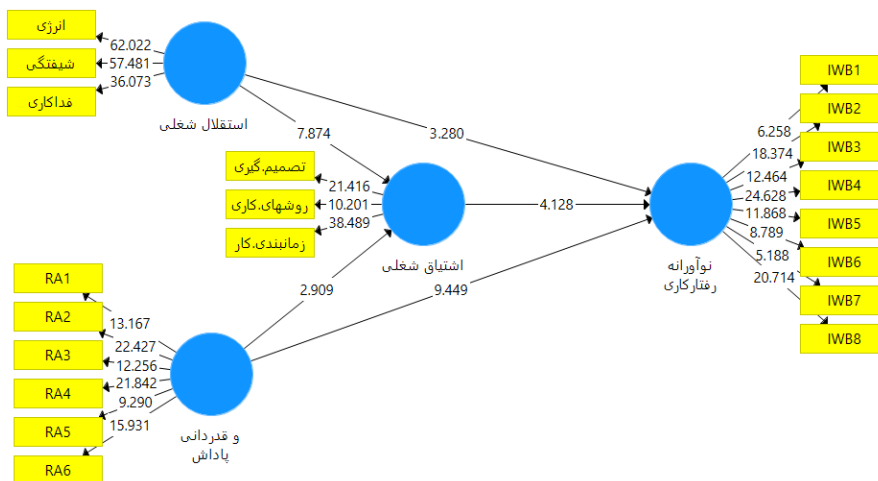 انرژی
شیفتگی
فداکاری
62.022
57.481
36.073
استقلال شغلی
7.874
3.280
تصمیم.گیری
روشهای.کاری
زمانبندی.کار
21.416
10.201
38.489
اشتیاق شغلی
4.128
2.909
9.449
RA1
RA2
RA3
RA4
RA5
RA6
13.167
22.427
12.256
21.842
9.290
15.931
و قدردانی
پاداش
نوآورانه
رفتارکاری
6.258
18.374
12.464
24.628
11.868
8.789
5.188
20.714
IWB1
IWB2
IWB3
IWB4
IWB5
IWB6
IWB7
IWB8